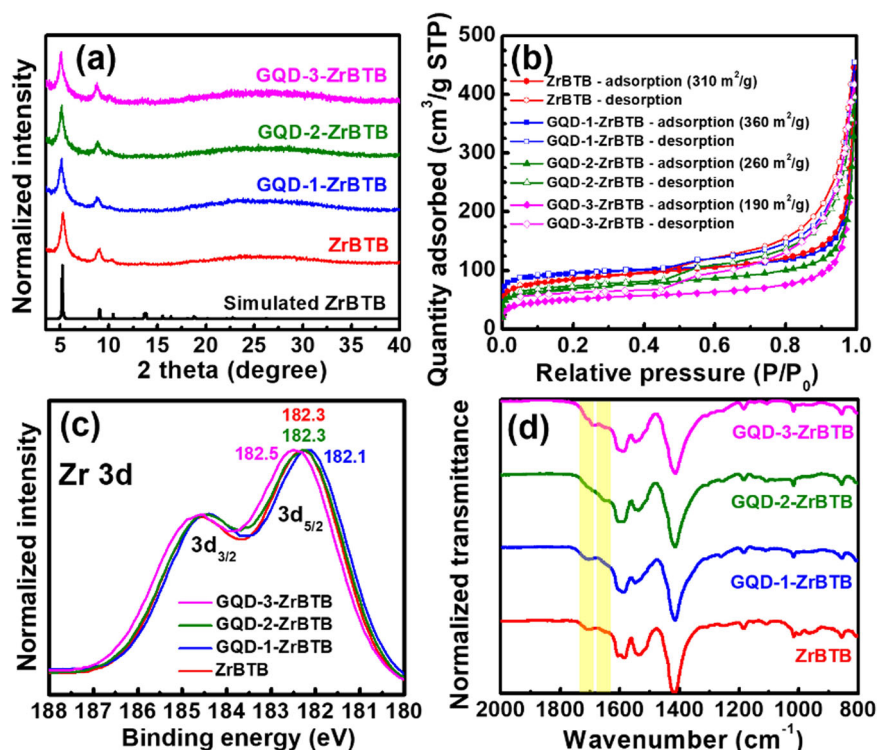 (a)
GQD-3-ZrBTB
GQD-2-ZrBTB
GQD-1-ZrBTB
ZrBTB
Simulated ZrBTB
Normalized intensity
5 10 15 20 25 30 35 40
2 theta (degree)
(b)
ZrBTB - adsorption (310 m²/g)
ZrBTB - desorption
GQD-1-ZrBTB - adsorption (360 m²/g)
GQD-1-ZrBTB - desorption
GQD-2-ZrBTB - adsorption (260 m²/g)
GQD-2-ZrBTB - desorption
GQD-3-ZrBTB - adsorption (190 m²/g)
GQD-3-ZrBTB - desorption
Quantity adsorbed (cm³/g STP)
500
400
300
200
100
0
0.0 0.2 0.4 0.6 0.8 1.0
Relative pressure (P/P₀)
(c)
Zr 3d
182.3
182.3
182.5
182.1
3d₃/₂
3d₅/₂
GQD-3-ZrBTB
GQD-2-ZrBTB
GQD-1-ZrBTB
ZrBTB
Normalized intensity
188 187 186 185 184 183 182 181 180
Binding energy (eV)
(d)
GQD-3-ZrBTB
GQD-2-ZrBTB
GQD-1-ZrBTB
ZrBTB
Normalized transmittance
2000 1800 1600 1400 1200 1000 800
Wavenumber (cm⁻¹)